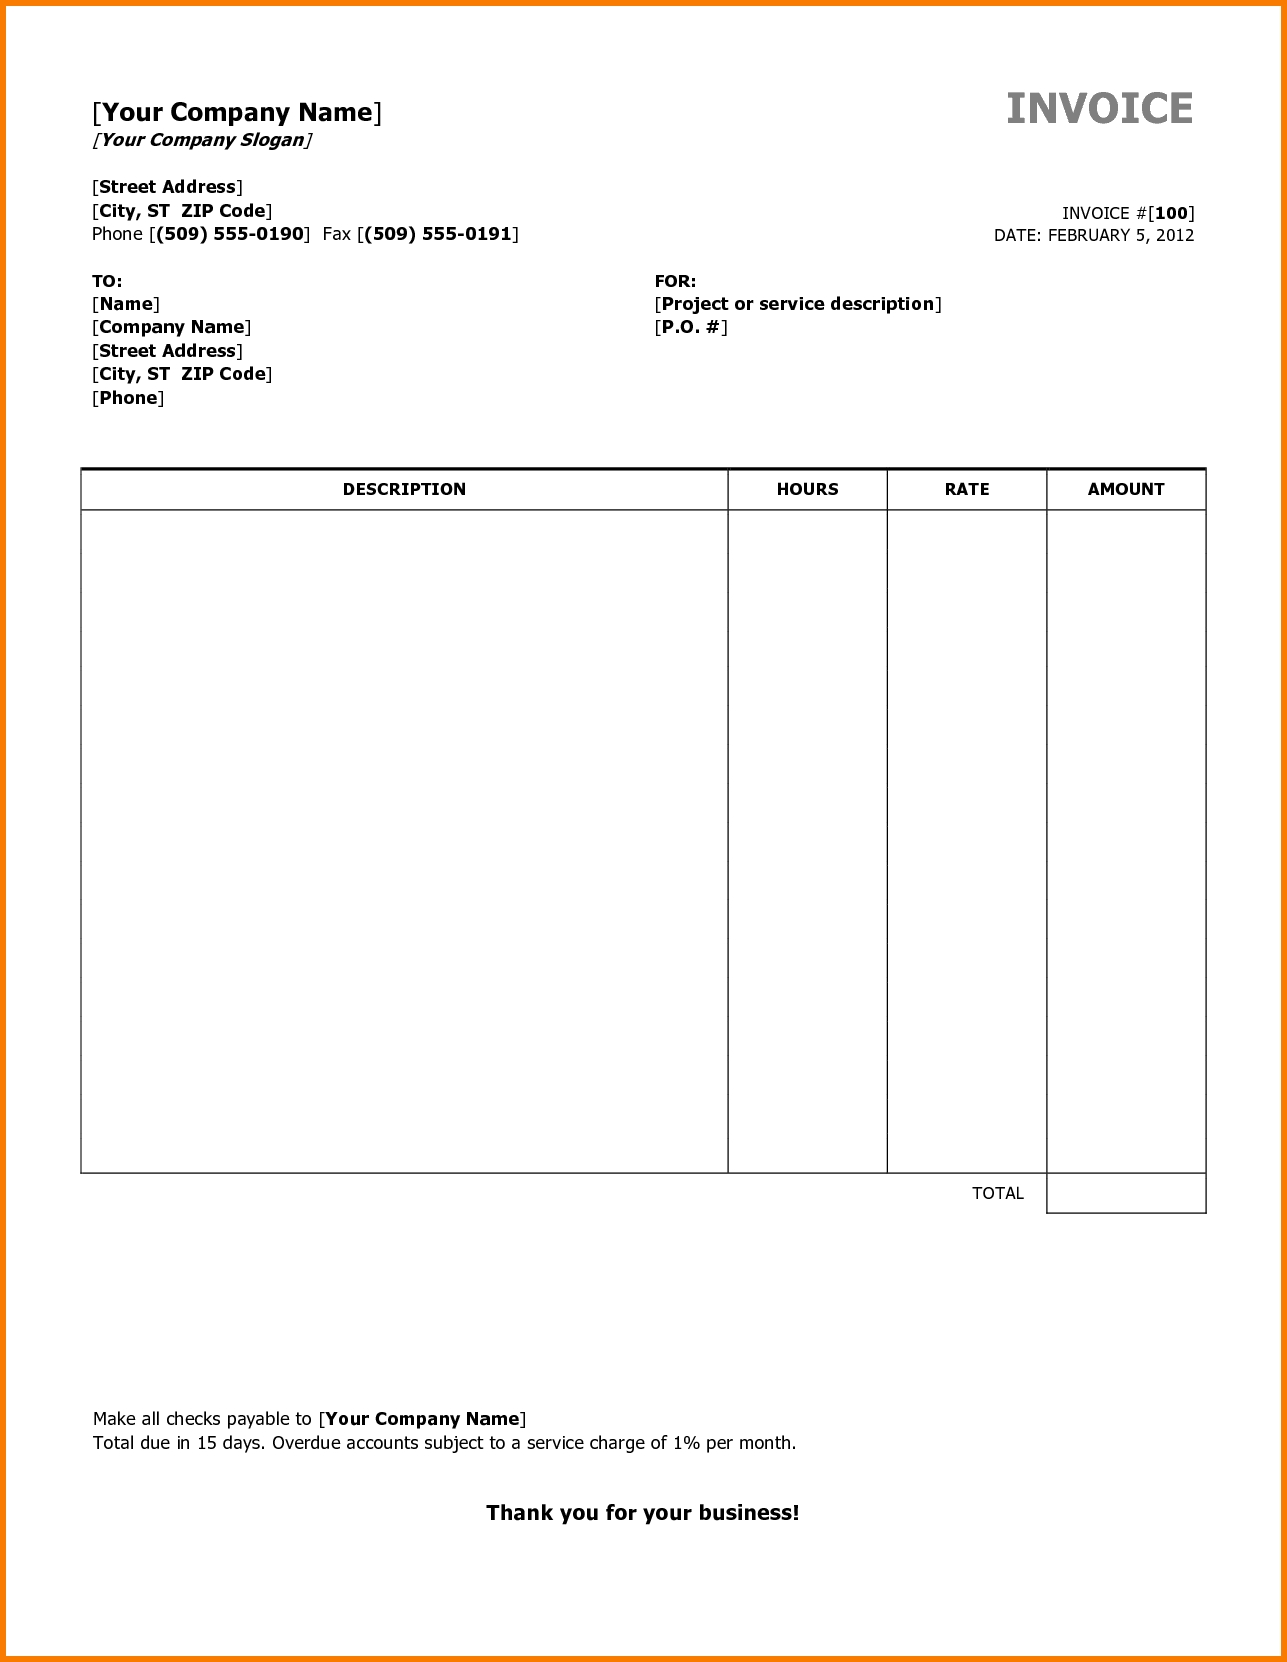 [Your Company Name]
INVOICE
[Your Company Slogan]
[Street Address]
[City, ST  ZIP Code]
Phone [(509) 555-0190]  Fax [(509) 555-0191]
INVOICE #[100]
DATE: FEBRUARY 5, 2012
TO:
[Name]
[Company Name]
[Street Address]
[City, ST  ZIP Code]
[Phone]
FOR:
[Project or service description]
[P.O. #]
DESCRIPTION HOURS RATE AMOUNT
TOTAL
Make all checks payable to [Your Company Name]
Total due in 15 days. Overdue accounts subject to a service charge of 1% per month.
Thank you for your business!